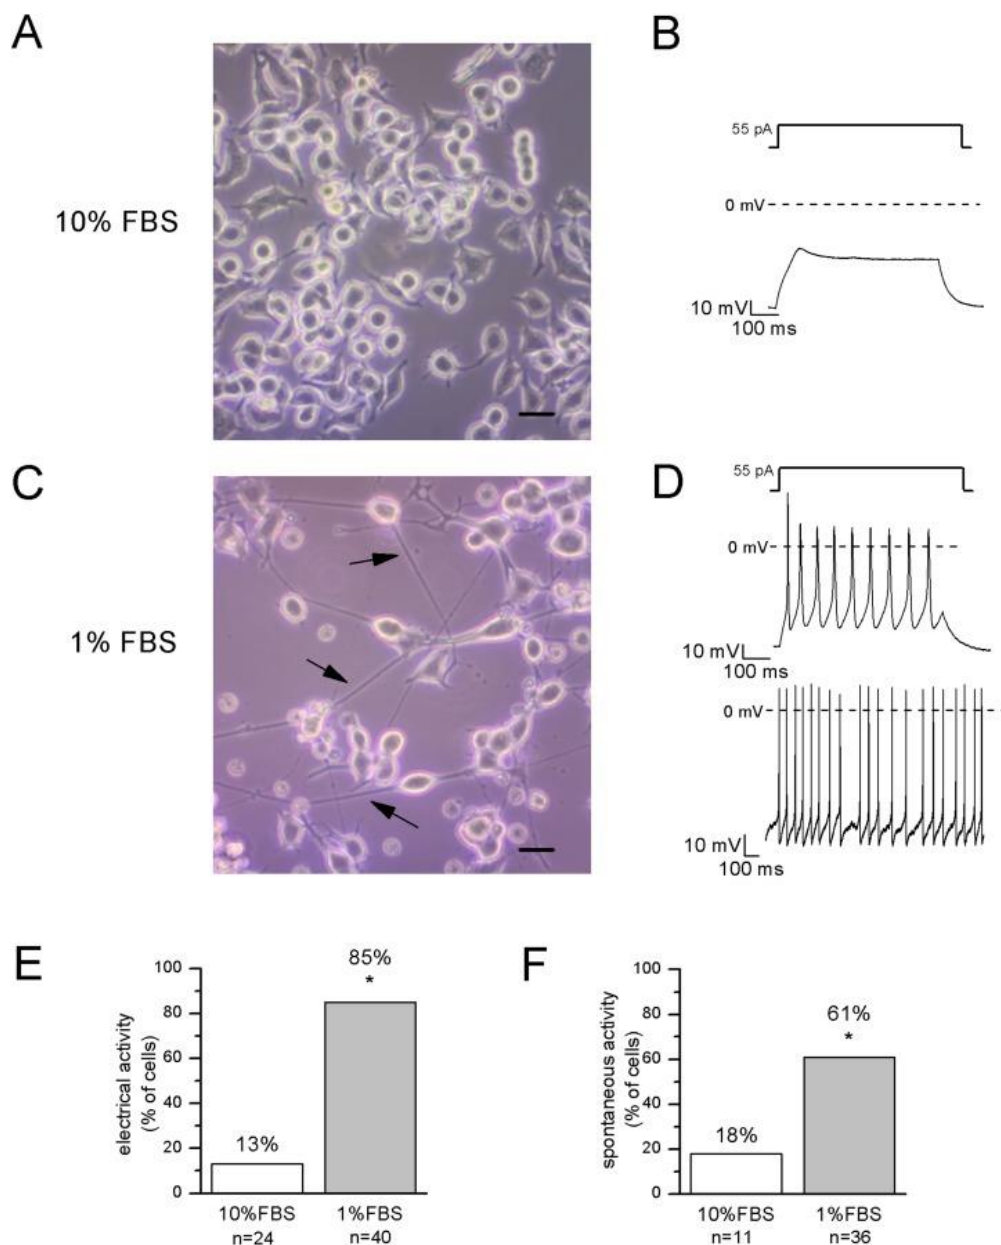 A
B
10% FBS
55 pA
0 mV
10 mV
100 ms
C
D
1% FBS
55 pA
0 mV
10 mV
100 ms
0 mV
10 mV
100 ms
E
F
electrical activity
(% of cells)
100
80
60
40
20
0
13%
85%
*
10%FBS
n=24
1%FBS
n=40
spontaneous activity
(% of cells)
100
80
60
40
20
0
18%
61%
*
10%FBS
n=11
1%FBS
n=36